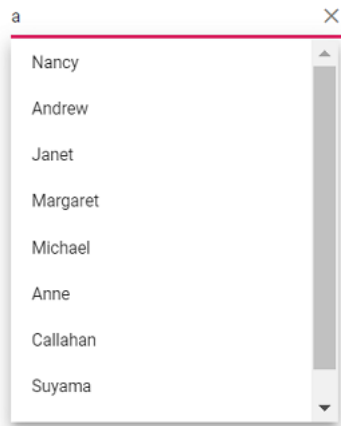 a
Nancy
Andrew
Janet
Margaret
Michael
Anne
Callahan
Suyama